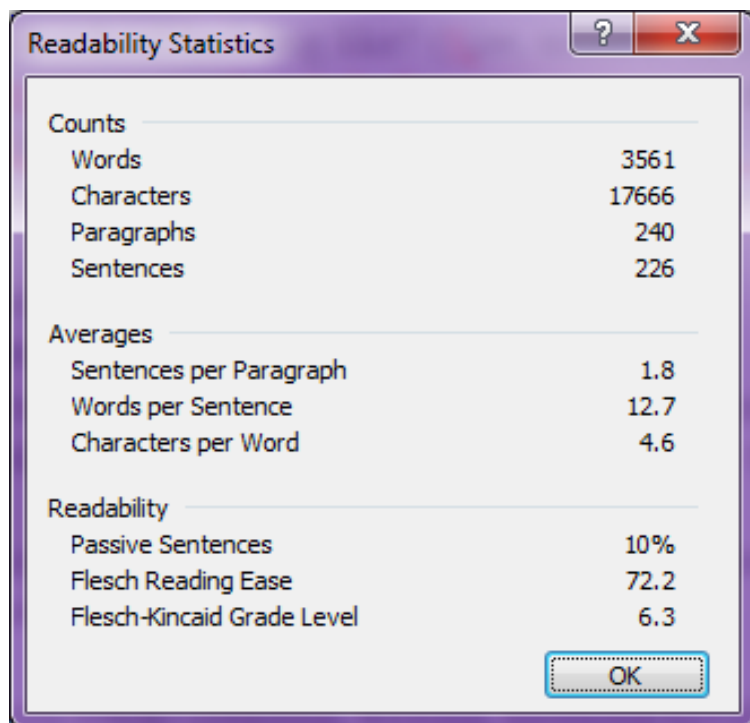 Readability Statistics
?
Counts
Words 3561
Characters 17666
Paragraphs 240
Sentences 226
Averages
Sentences per Paragraph 1.8
Words per Sentence 12.7
Characters per Word 4.6
Readability
Passive Sentences 10%
Flesch Reading Ease 72.2
Flesch-Kincaid Grade Level 6.3
OK